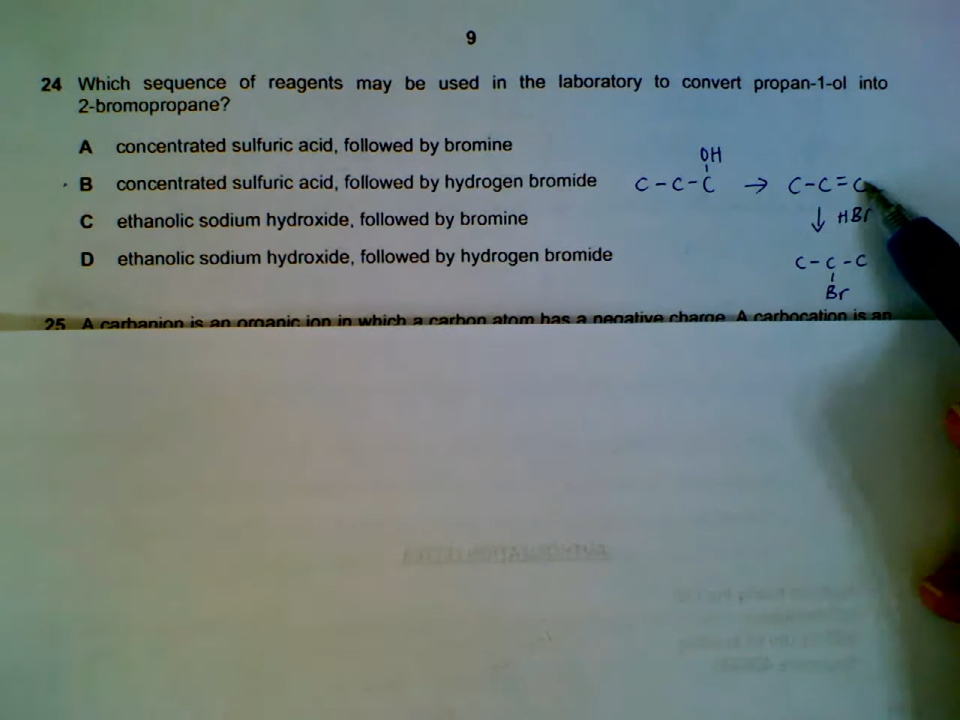 9
24 Which sequence of reagents may be used in the laboratory to convert propan-1-ol into
2-bromopropane?
A concentrated sulfuric acid, followed by bromine
B concentrated sulfuric acid, followed by hydrogen bromide
C ethanolic sodium hydroxide, followed by bromine
D ethanolic sodium hydroxide, followed by hydrogen bromide
OH
C-C-C → C-C=C
↓ HBr
C-C-C
Br
25 A carbanion is an organic ion in which a carbon atom has a negative charge. A carbocation is an